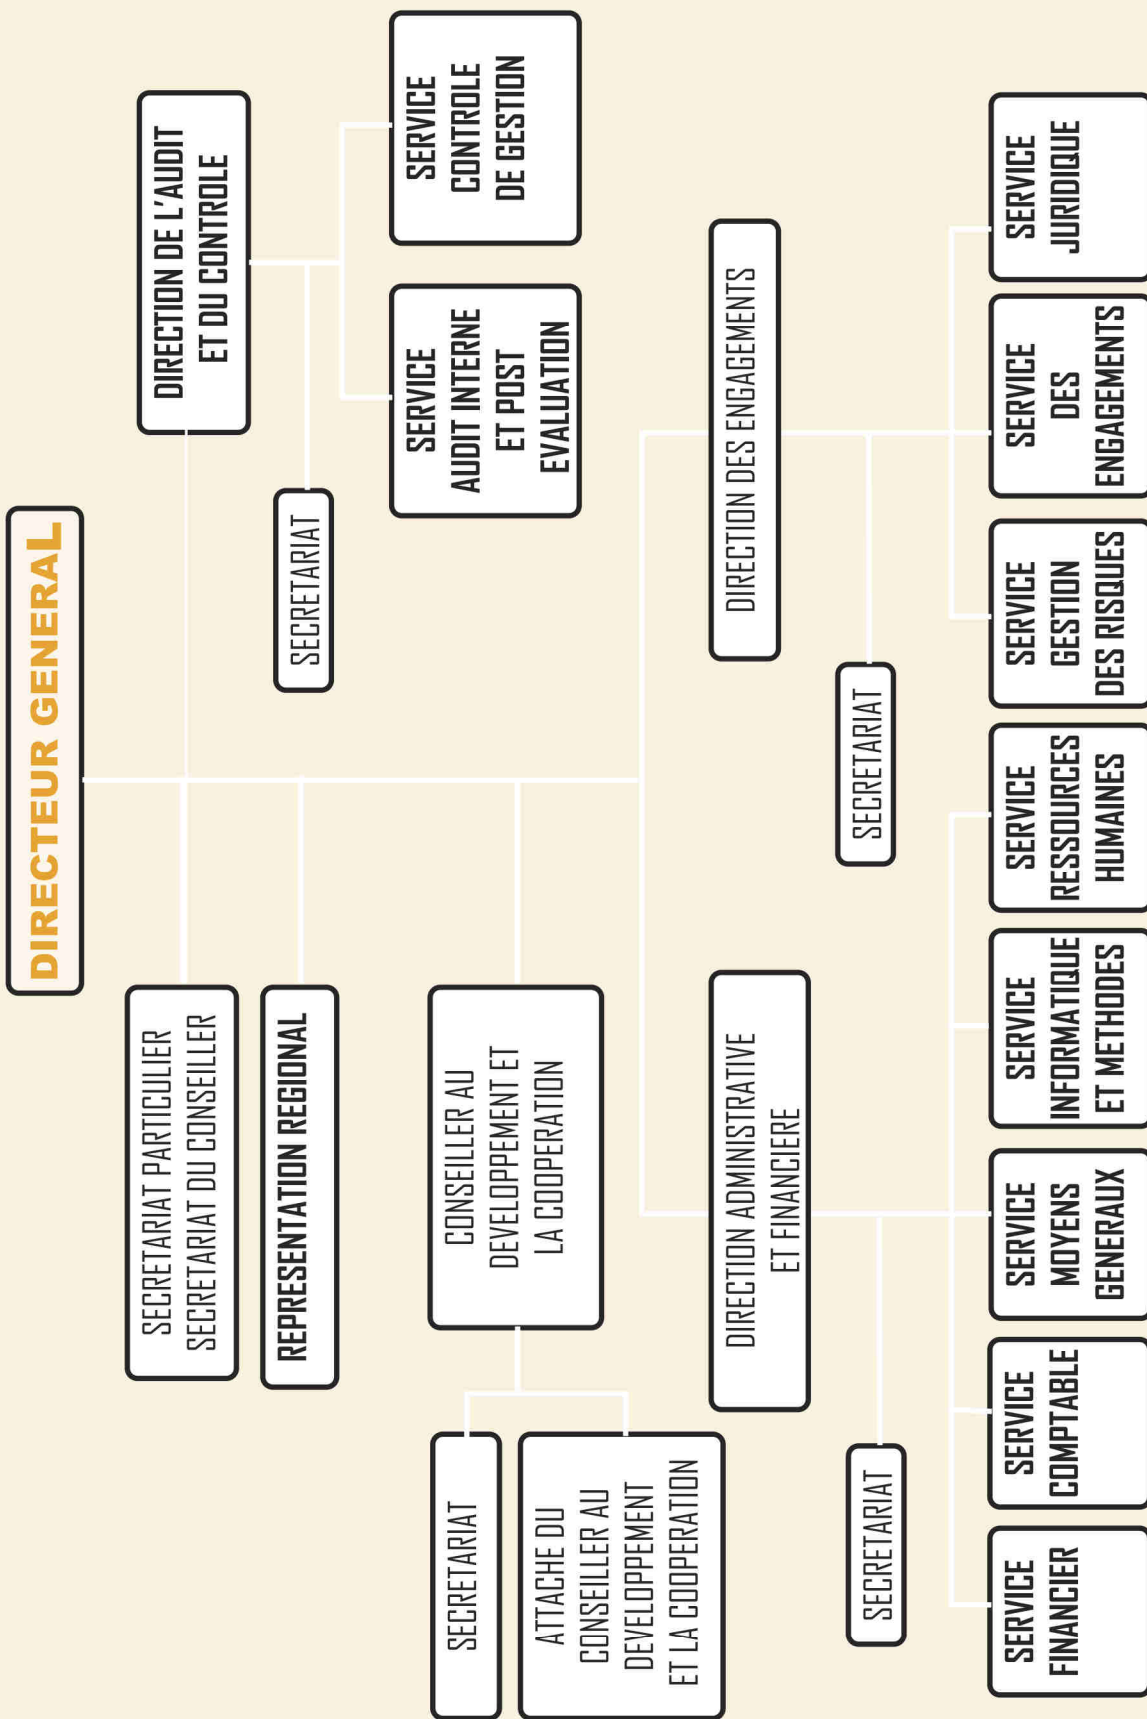 DIRECTEUR GENERAL
SECRETARIAT PARTICULIER
SECRETARIAT DU CONSEILLER
DIRECTION DE L'AUDIT
ET DU CONTROLE
REPRESENTATION REGIONAL
SECRETARIAT
SERVICE
AUDIT INTERNE
ET POST
EVALUATION
SERVICE
CONTROLE
DE GESTION
CONSEILLER AU
DEVELOPPEMENT ET
LA COOPERATION
SECRETARIAT
ATTACHE DU
CONSEILLER AU
DEVELOPPEMENT
ET LA COOPERATION
DIRECTION ADMINISTRATIVE
ET FINANCIERE
DIRECTION DES ENGAGEMENTS
SECRETARIAT
SECRETARIAT
SERVICE
FINANCIER
SERVICE
COMPTABLE
SERVICE
MOYENS
GENERAUX
SERVICE
INFORMATIQUE
ET METHODES
SERVICE
RESSOURCES
HUMAINES
SERVICE
GESTION
DES RISQUES
SERVICE
DES
ENGAGEMENTS
SERVICE
JURIDIQUE